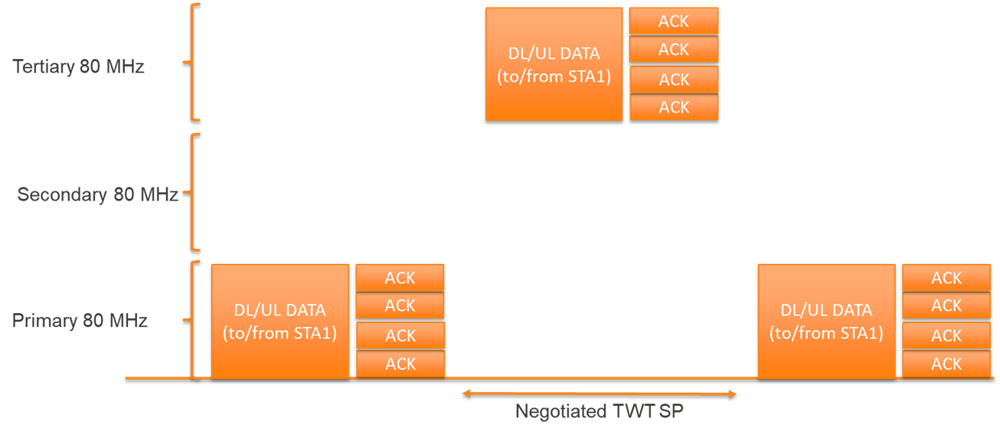 Tertiary 80 MHz
DL/UL DATA
(to/from STA1)
ACK
ACK
ACK
ACK
Secondary 80 MHz
Primary 80 MHz
DL/UL DATA
(to/from STA1)
ACK
ACK
ACK
ACK
DL/UL DATA
(to/from STA1)
ACK
ACK
ACK
ACK
Negotiated TWT SP